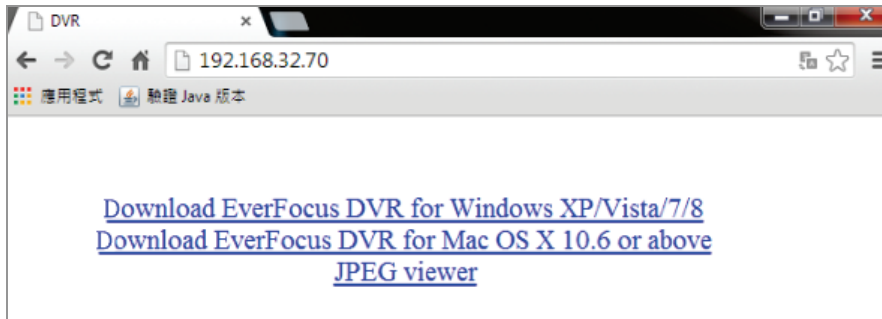 DVR
192.168.32.70
應用程式 驗證 Java 版本
Download EverFocus DVR for Windows XP/Vista/7/8
Download EverFocus DVR for Mac OS X 10.6 or above
JPEG viewer